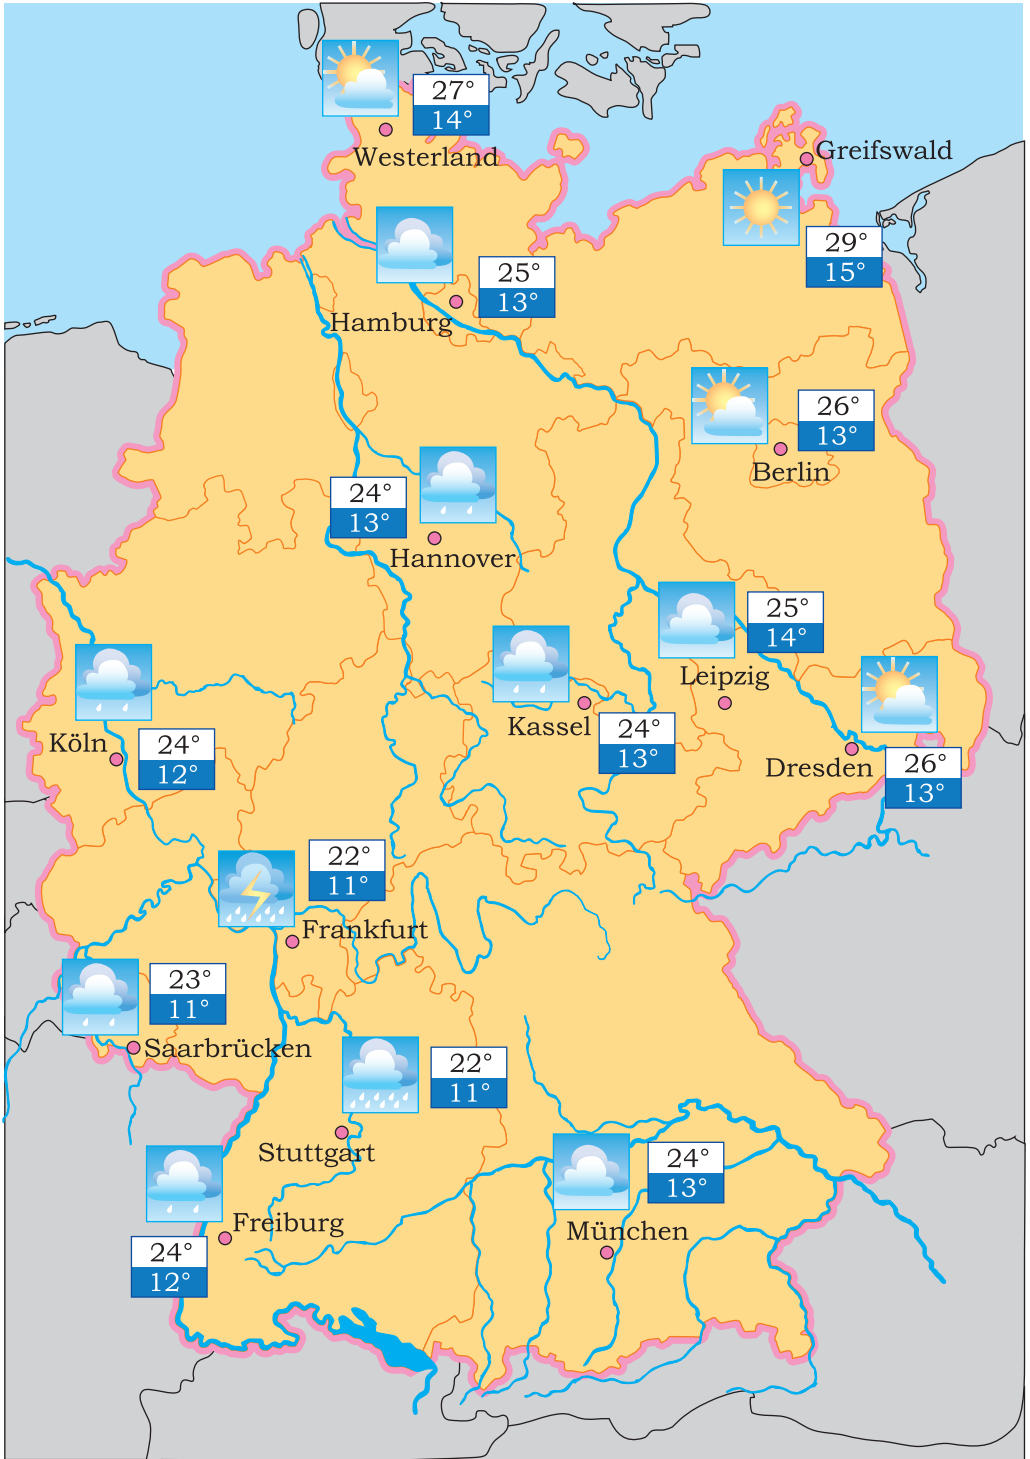 27°
14°
Westerland
Greifswald
29°
15°
25°
13°
Hamburg
26°
13°
Berlin
24°
13°
Hannover
25°
14°
Leipzig
Kassel
24°
13°
Köln
24°
12°
Dresden
26°
13°
22°
11°
Frankfurt
23°
11°
Saarbrücken
22°
11°
Stuttgart
24°
13°
München
Freiburg
24°
12°